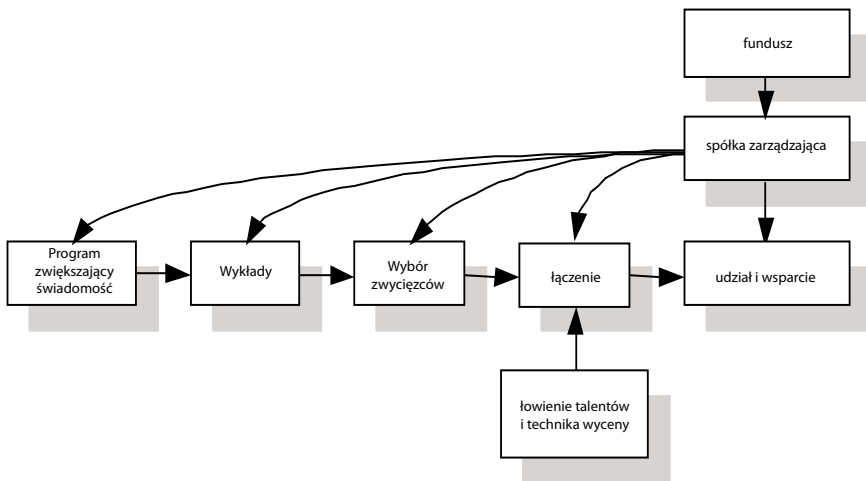 fundusz
spółka zarządzająca
Program
zwiększający
świadomość
Wykłady
Wybór
zwycięzców
łączenie
udział i wsparcie
łowienie talentów
i technika wyceny